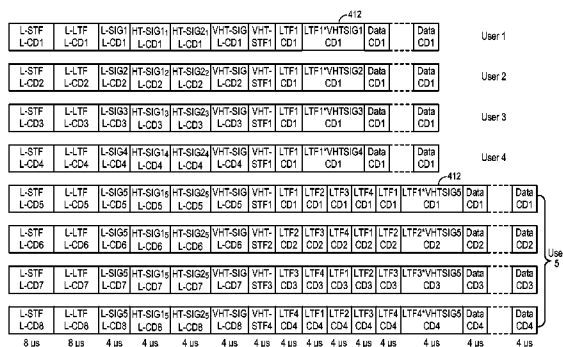 412
L-STF L-LTF L-SIG1 HT-SIG1₁ HT-SIG2₁ VHT-SIG VHT- LTF1 LTF1*VHTSIG1 Data Data
L-CD1 L-CD1 L-CD1 L-CD1 L-CD1 L-CD1 STF1 CD1 CD1 CD1 CD1
User 1
L-STF L-LTF L-SIG2 HT-SIG1₂ HT-SIG2₂ VHT-SIG VHT- LTF1 LTF1*VHTSIG2 Data Data
L-CD2 L-CD2 L-CD2 L-CD2 L-CD2 L-CD2 STF1 CD1 CD1 CD1 CD1
User 2
L-STF L-LTF L-SIG3 HT-SIG1₃ HT-SIG2₃ VHT-SIG VHT- LTF1 LTF1*VHTSIG3 Data Data
L-CD3 L-CD3 L-CD3 L-CD3 L-CD3 L-CD3 STF1 CD1 CD1 CD1 CD1
User 3
L-STF L-LTF L-SIG4 HT-SIG1₄ HT-SIG2₄ VHT-SIG VHT- LTF1 LTF1*VHTSIG4 Data Data
L-CD4 L-CD4 L-CD4 L-CD4 L-CD4 L-CD4 STF1 CD1 CD1 CD1 CD1
User 4
412
L-STF L-LTF L-SIG5 HT-SIG1₅ HT-SIG2₅ VHT-SIG VHT- LTF1 LTF2 LTF3 LTF4 LTF1 LTF1*VHTSIG5 Data Data
L-CD5 L-CD5 L-CD5 L-CD5 L-CD5 L-CD5 STF1 CD1 CD1 CD1 CD1 CD1 CD1 CD1 CD1
L-STF L-LTF L-SIG5 HT-SIG1₅ HT-SIG2₅ VHT-SIG VHT- LTF2 LTF3 LTF4 LTF1 LTF2 LTF2*VHTSIG5 Data Data
L-CD6 L-CD6 L-CD6 L-CD6 L-CD6 L-CD6 STF2 CD2 CD2 CD2 CD2 CD2 CD2 CD2 CD2
Use
5
L-STF L-LTF L-SIG5 HT-SIG1₅ HT-SIG2₅ VHT-SIG VHT- LTF3 LTF4 LTF1 LTF2 LTF3 LTF3*VHTSIG5 Data Data
L-CD7 L-CD7 L-CD7 L-CD7 L-CD7 L-CD7 STF3 CD3 CD3 CD3 CD3 CD3 CD3 CD3 CD3
L-STF L-LTF L-SIG5 HT-SIG1₅ HT-SIG2₅ VHT-SIG VHT- LTF4 LTF1 LTF2 LTF3 LTF4 LTF4*VHTSIG5 Data Data
L-CD8 L-CD8 L-CD8 L-CD8 L-CD8 L-CD8 STF4 CD4 CD4 CD4 CD4 CD4 CD4 CD4 CD4
8 us 8 us 4 us 4 us 4 us 4 us 4 us 4 us 4 us 4 us 4 us 4 us 4 us 4 us 4 us